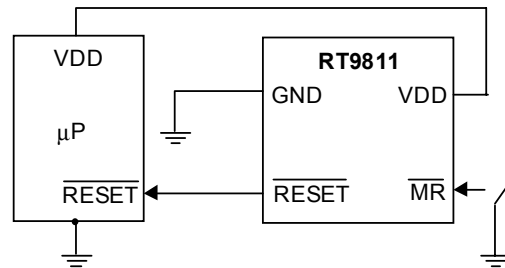 VDD
μP
RESET
RT9811
GND VDD
RESET MR